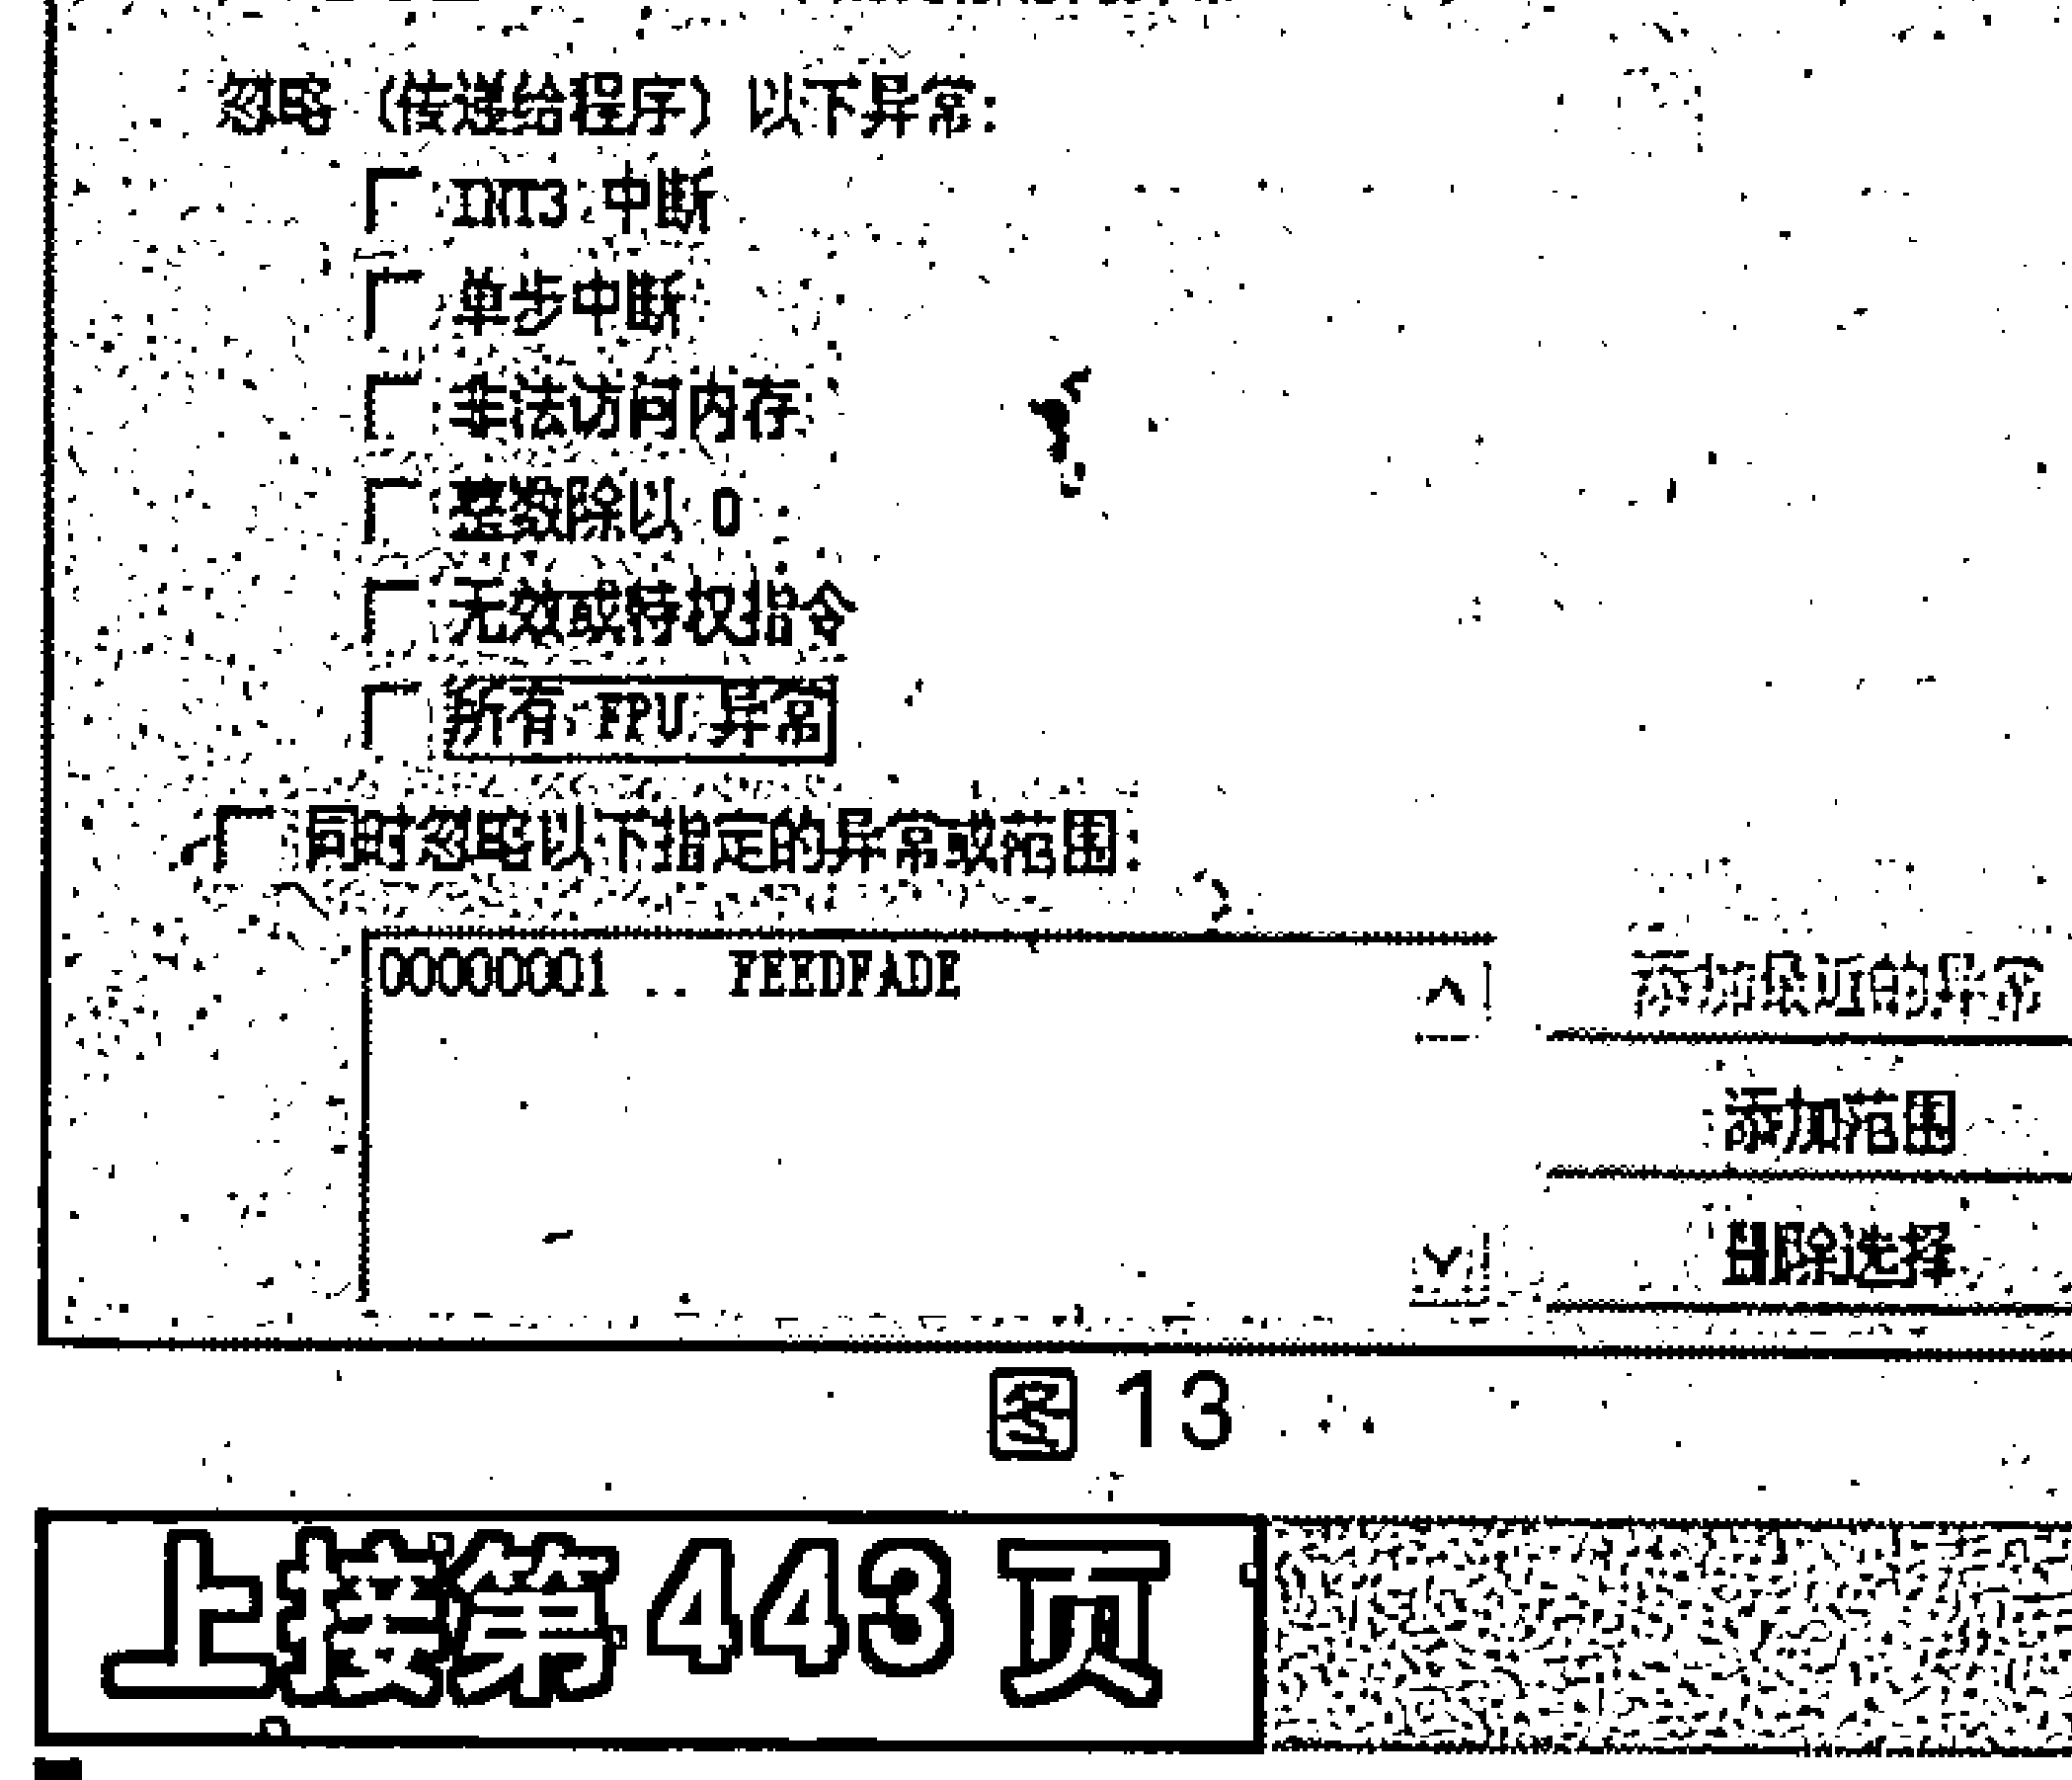 忽略 (传递给程序) 以下异常:
INT3 中断
单步中断
非法访问内存
整数除以 0
无效或特权指令
所有 FPU 异常
同时忽略以下指定的异常或范围:
00000001 .. FEEDFADE
添加最近的异常
添加范围
删除选择
图 13
上接第 443 页